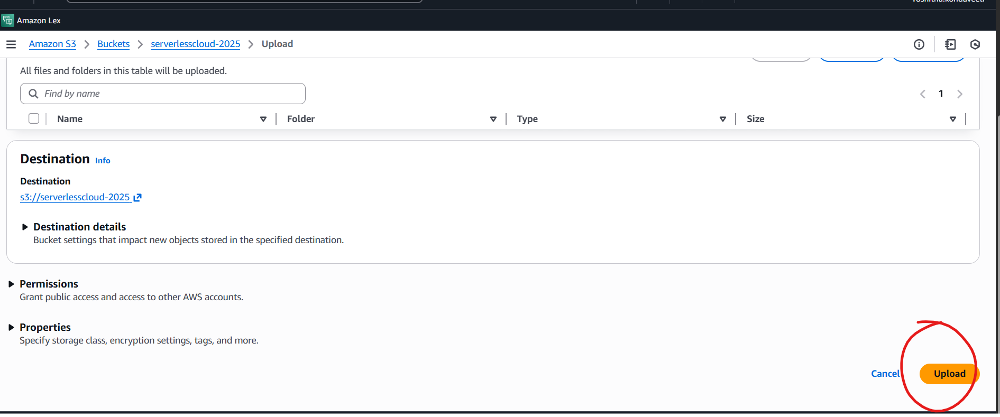 Amazon Lex
Amazon S3 > Buckets > serverlesscloud-2025 > Upload
All files and folders in this table will be uploaded.
Find by name
1
Name Folder Type Size
Destination Info
Destination
s3://serverlesscloud-2025
Destination details
Bucket settings that impact new objects stored in the specified destination.
Permissions
Grant public access and access to other AWS accounts.
Properties
Specify storage class, encryption settings, tags, and more.
Cancel Upload